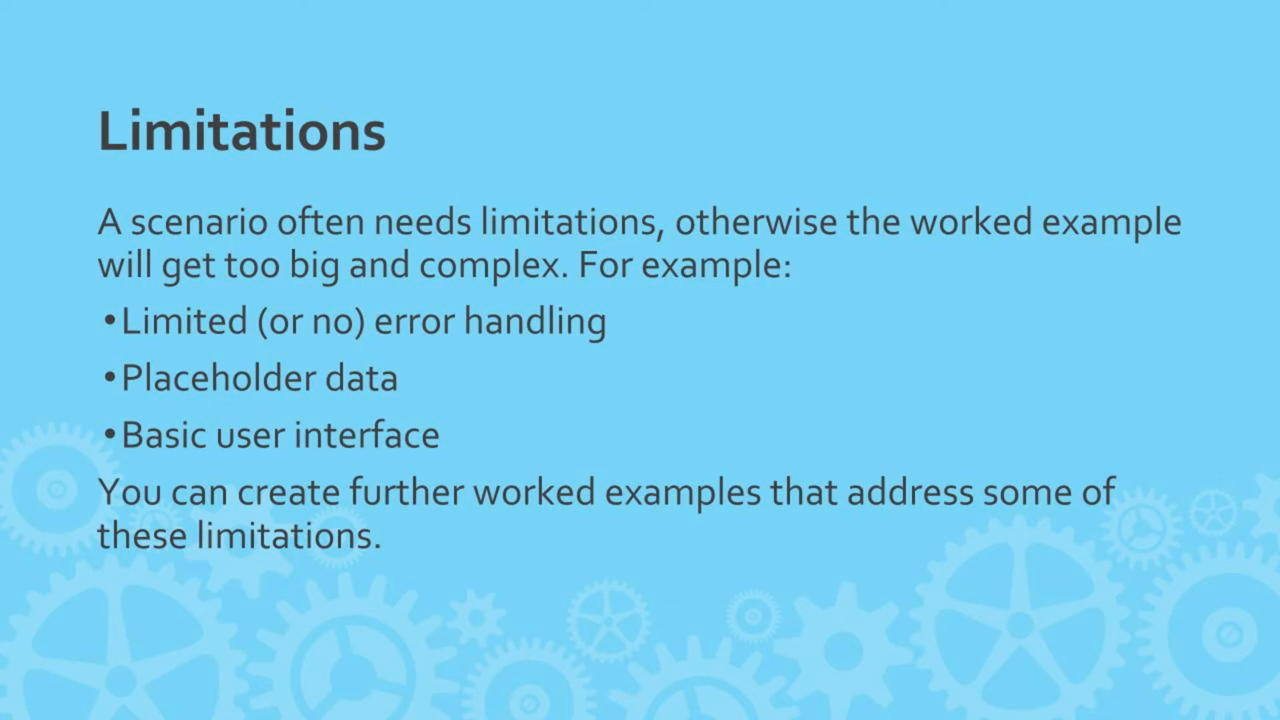 Limitations
A scenario often needs limitations, otherwise the worked example
will get too big and complex. For example:
•Limited (or no) error handling
•Placeholder data
•Basic user interface
You can create further worked examples that address some of
these limitations.